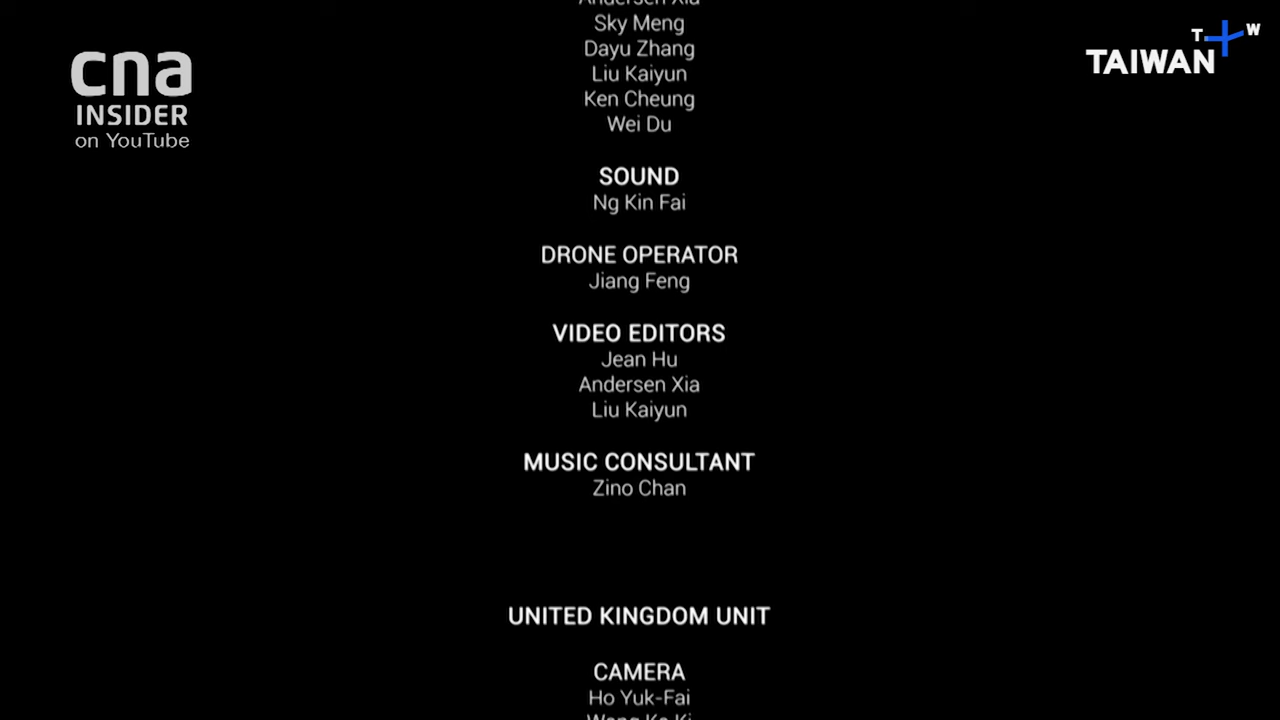 cna
INSIDER
on YouTube
T.
W
TAIWAN
Andersen Xia
Sky Meng
Dayu Zhang
Liu Kaiyun
Ken Cheung
Wei Du
SOUND
Ng Kin Fai
DRONE OPERATOR
Jiang Feng
VIDEO EDITORS
Jean Hu
Andersen Xia
Liu Kaiyun
MUSIC CONSULTANT
Zino Chan
UNITED KINGDOM UNIT
CAMERA
Ho Yuk-Fai